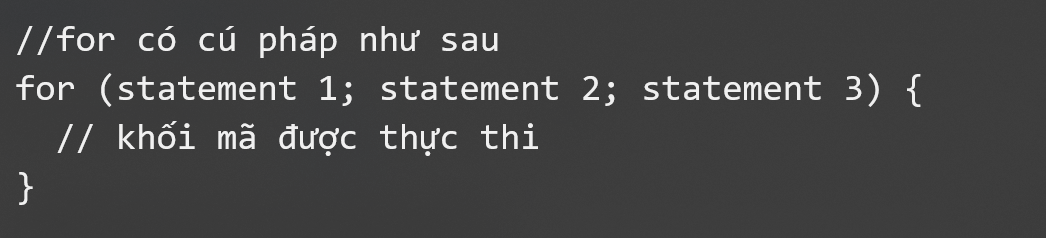 //for có cú pháp như sau
for (statement 1; statement 2; statement 3) {
  // khối mã được thực thi
}